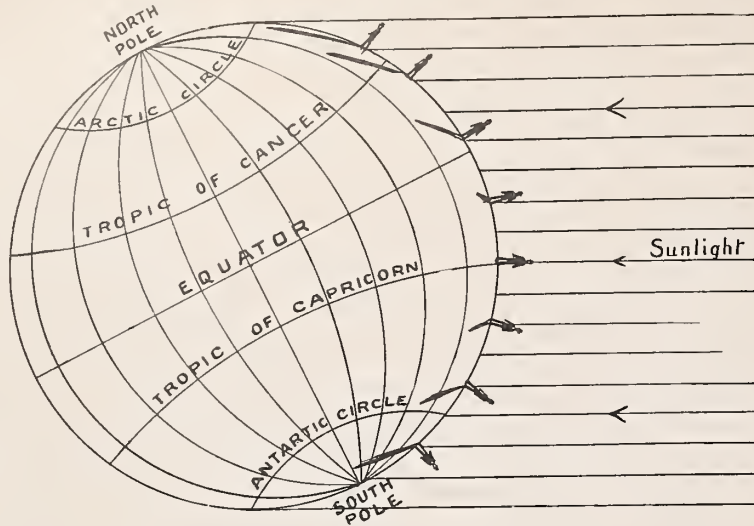 NORTH
POLE
ARCTIC CIRCLE
TROPIC OF CANCER
EQUATOR
Sunlight
TROPIC OF CAPRICORN
ANTARTIC CIRCLE
SOUTH
POLE